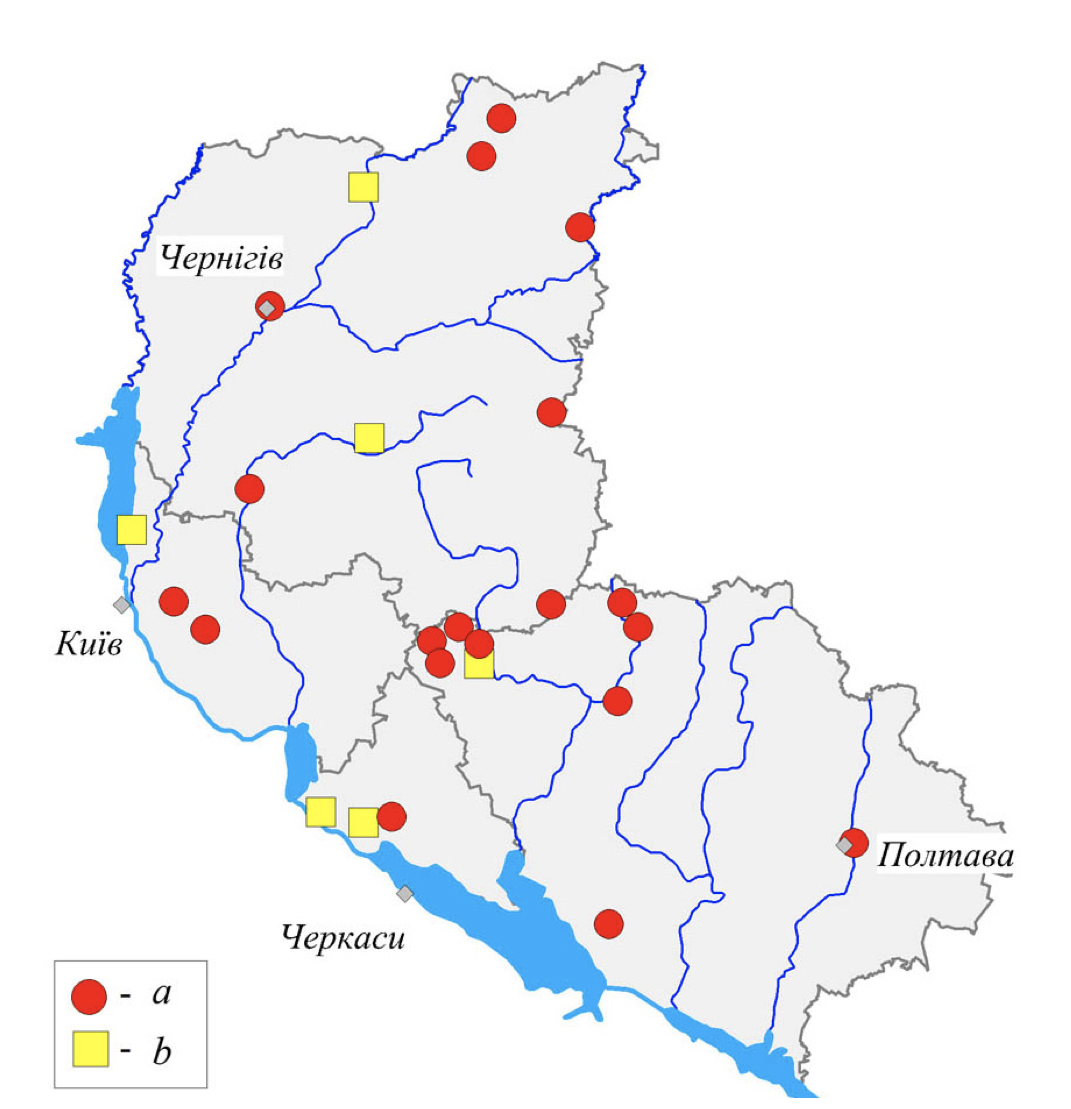 Чернігів
Київ
Полтава
Черкаси
- a
- b